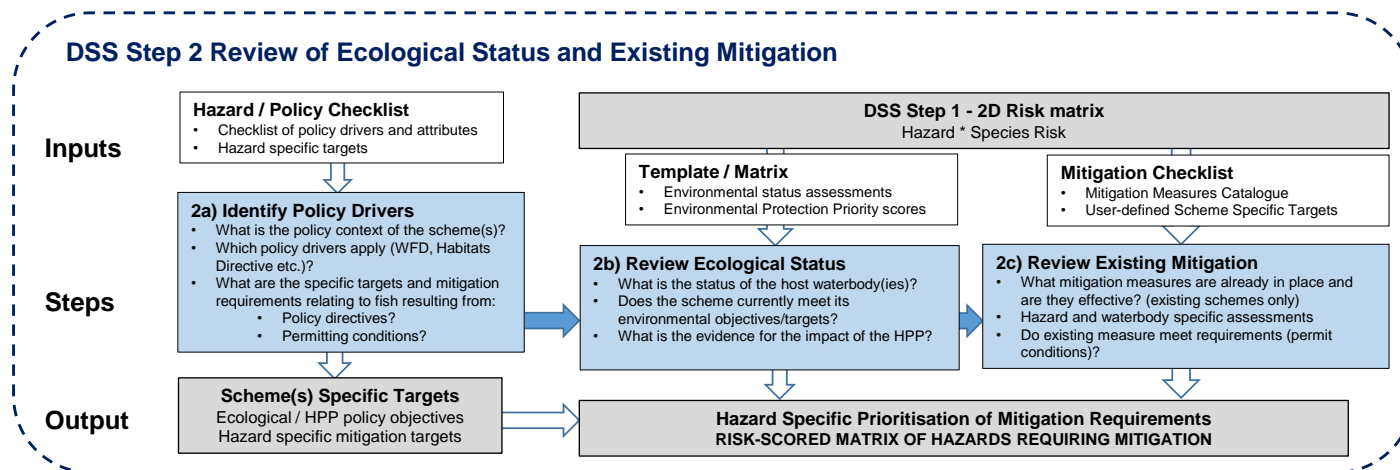 DSS Step 2 Review of Ecological Status and Existing Mitigation
Inputs
Hazard / Policy Checklist
• Checklist of policy drivers and attributes
• Hazard specific targets
DSS Step 1 - 2D Risk matrix
Hazard * Species Risk
Template / Matrix
• Environmental status assessments
• Environmental Protection Priority scores
Mitigation Checklist
• Mitigation Measures Catalogue
• User-defined Scheme Specific Targets
Steps
2a) Identify Policy Drivers
• What is the policy context of the scheme(s)?
• Which policy drivers apply (WFD, Habitats
Directive etc.)?
• What are the specific targets and mitigation
requirements relating to fish resulting from:
• Policy directives?
• Permitting conditions?
2b) Review Ecological Status
• What is the status of the host waterbody(ies)?
• Does the scheme currently meet its
environmental objectives/targets?
• What is the evidence for the impact of the HPP?
2c) Review Existing Mitigation
• What mitigation measures are already in place and
are they effective? (existing schemes only)
• Hazard and waterbody specific assessments
• Do existing measure meet requirements (permit
conditions)?
Output
Scheme(s) Specific Targets
Ecological / HPP policy objectives
Hazard specific mitigation targets
Hazard Specific Prioritisation of Mitigation Requirements
RISK-SCORED MATRIX OF HAZARDS REQUIRING MITIGATION